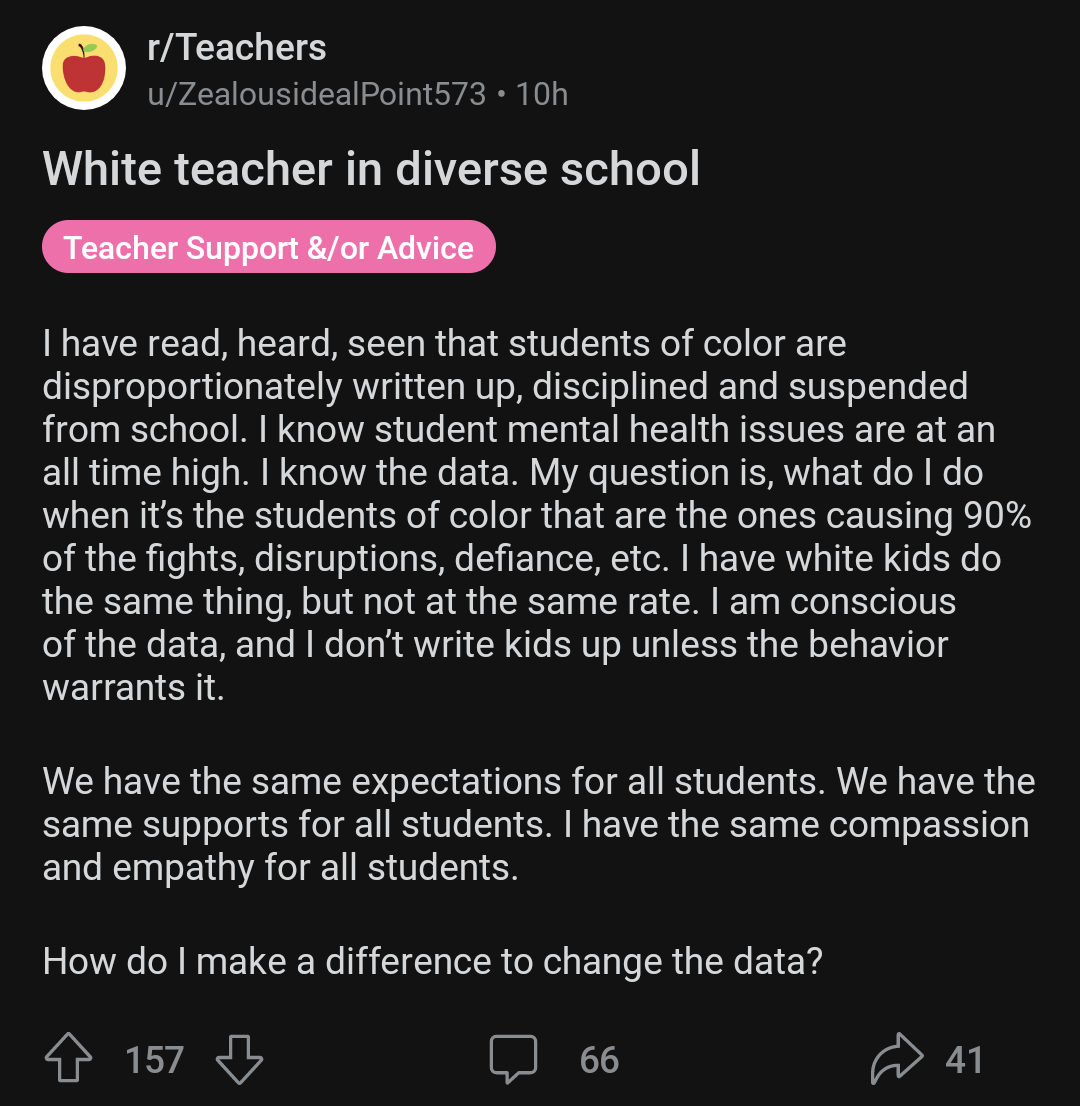 r/Teachers
u/ZealousidealPoint573 • 10h
White teacher in diverse school
Teacher Support &/or Advice
I have read, heard, seen that students of color are
disproportionately written up, disciplined and suspended
from school. I know student mental health issues are at an
all time high. I know the data. My question is, what do I do
when it’s the students of color that are the ones causing 90%
of the fights, disruptions, defiance, etc. I have white kids do
the same thing, but not at the same rate. I am conscious
of the data, and I don’t write kids up unless the behavior
warrants it.
We have the same expectations for all students. We have the
same supports for all students. I have the same compassion
and empathy for all students.
How do I make a difference to change the data?
157 66 41